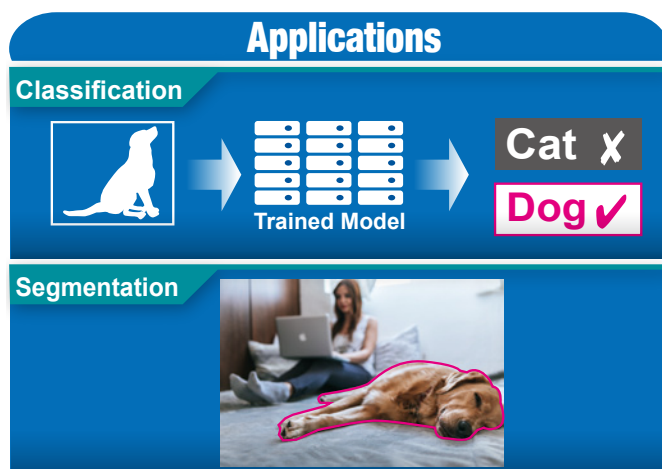 Applications
Classification
Trained Model
Cat ✗
Dog ✓
Segmentation